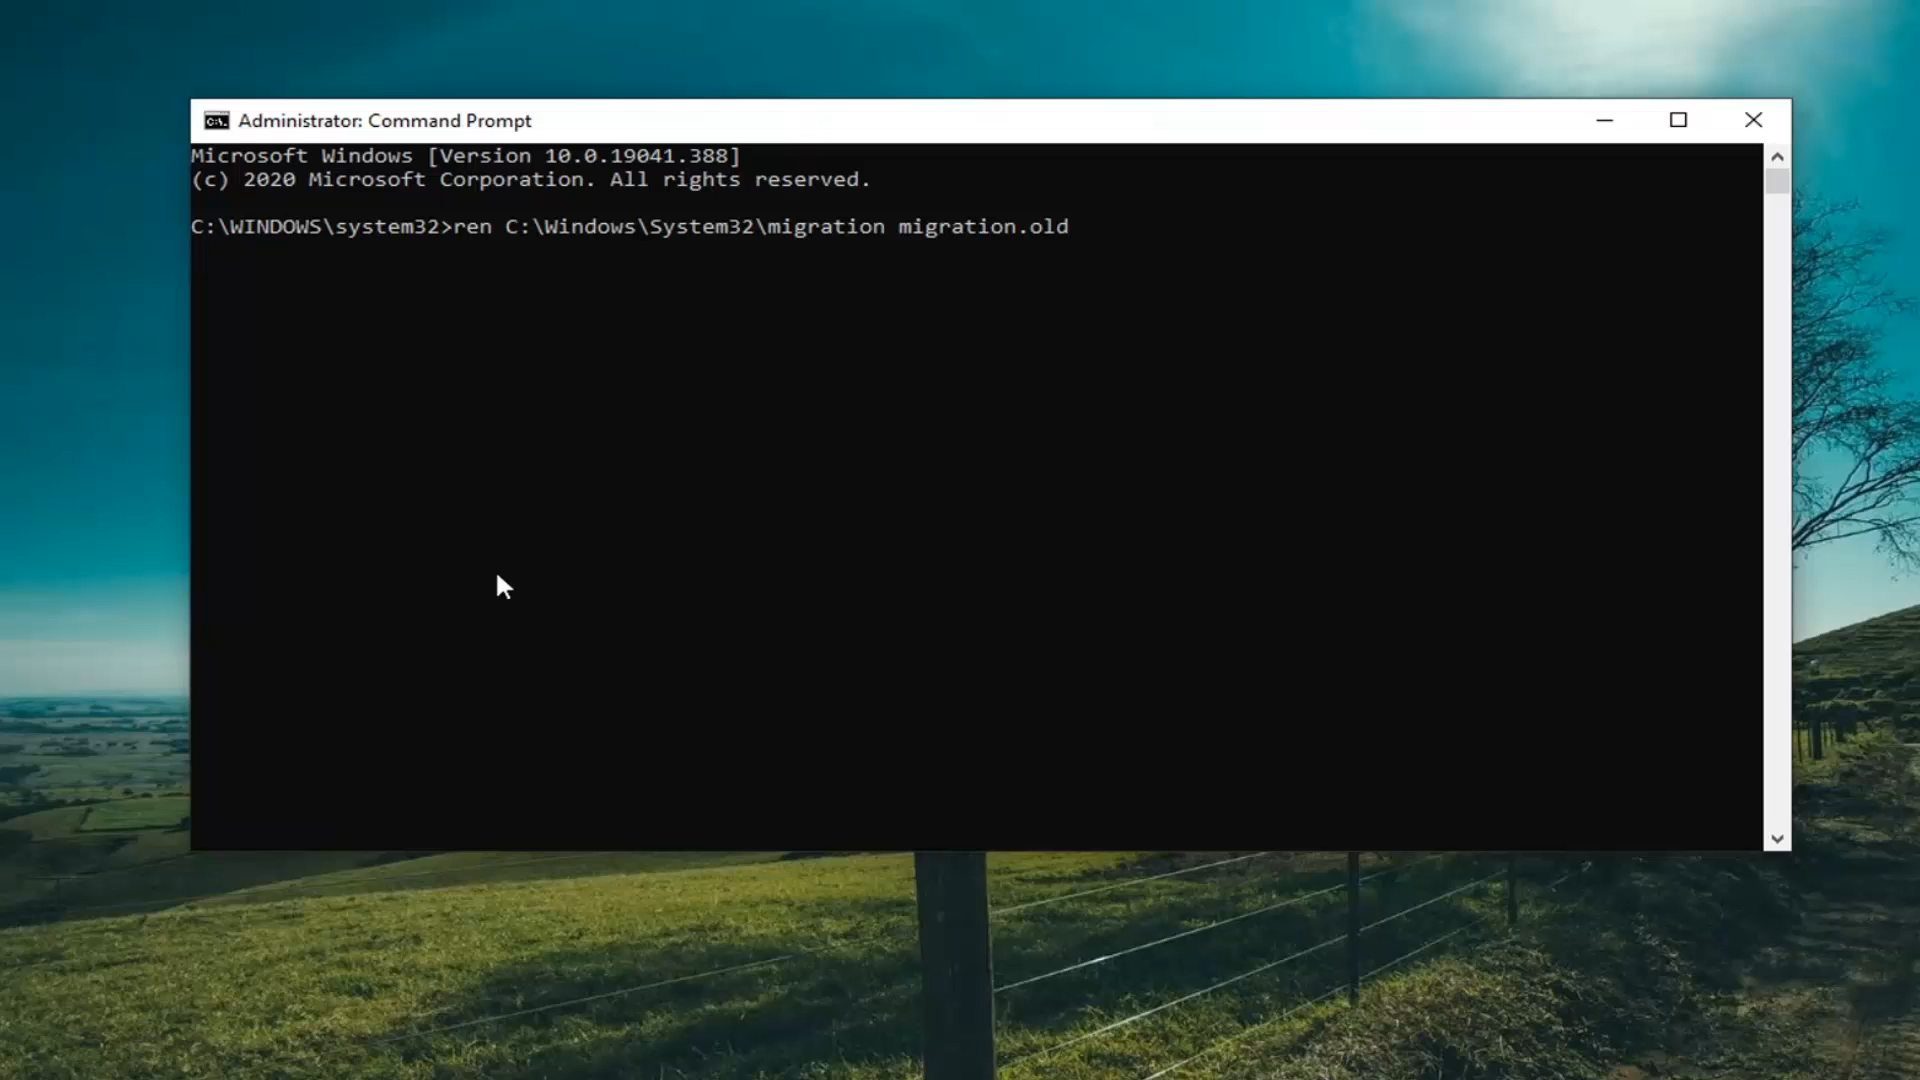 Administrator: Command Prompt
Microsoft Windows [Version 10.0.19041.388]
(c) 2020 Microsoft Corporation. All rights reserved.
C:\WINDOWS\system32>ren C:\Windows\System32\migration migration.old